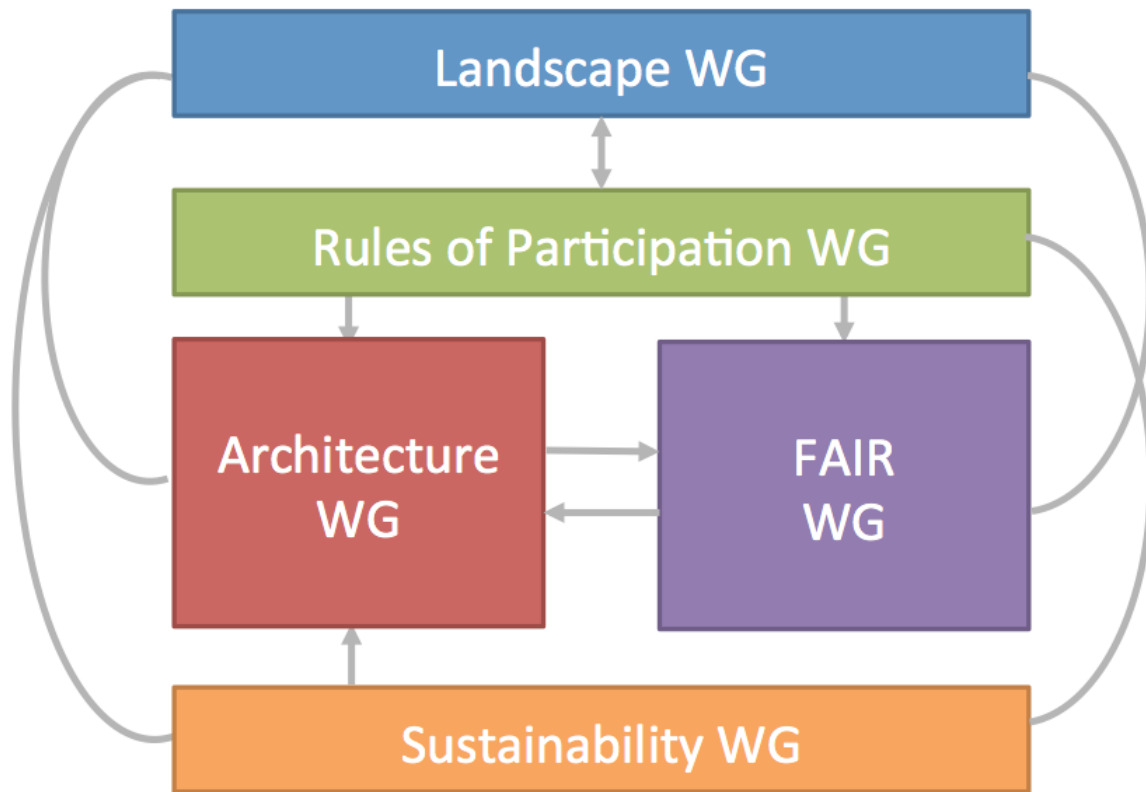 Landscape WG
Rules of Participation WG
Architecture
WG
FAIR
WG
Sustainability WG